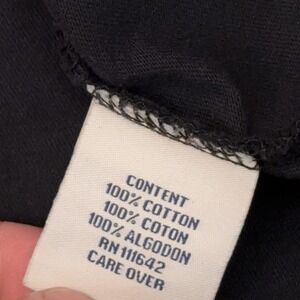 CONTENT
100% COTTON
100% COTON
100% ALGODON
RN 111642
CARE OVER